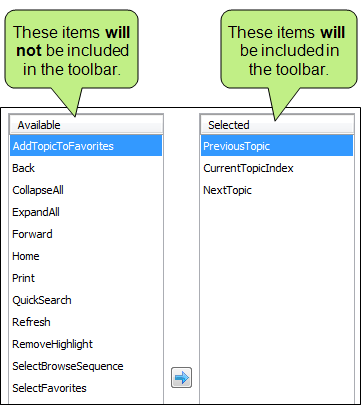 These items will
not be included
in the toolbar.
These items will
be included in
the toolbar.
Available
AddTopicToFavorites
Back
CollapseAll
ExpandAll
Forward
Home
Print
QuickSearch
Refresh
RemoveHighlight
SelectBrowseSequence
SelectFavorites
Selected
PreviousTopic
CurrentTopicIndex
NextTopic